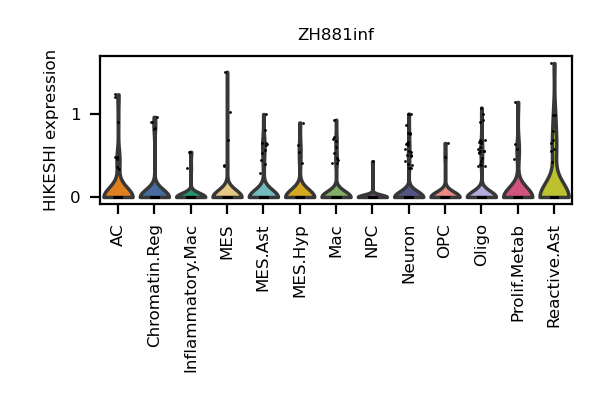 ZH881inf
HIKESHI expression
1
0
AC
Chromatin.Reg
Inflammatory.Mac
MES
MES.Ast
MES.Hyp
Mac
NPC
Neuron
OPC
Oligo
Prolif.Metab
Reactive.Ast